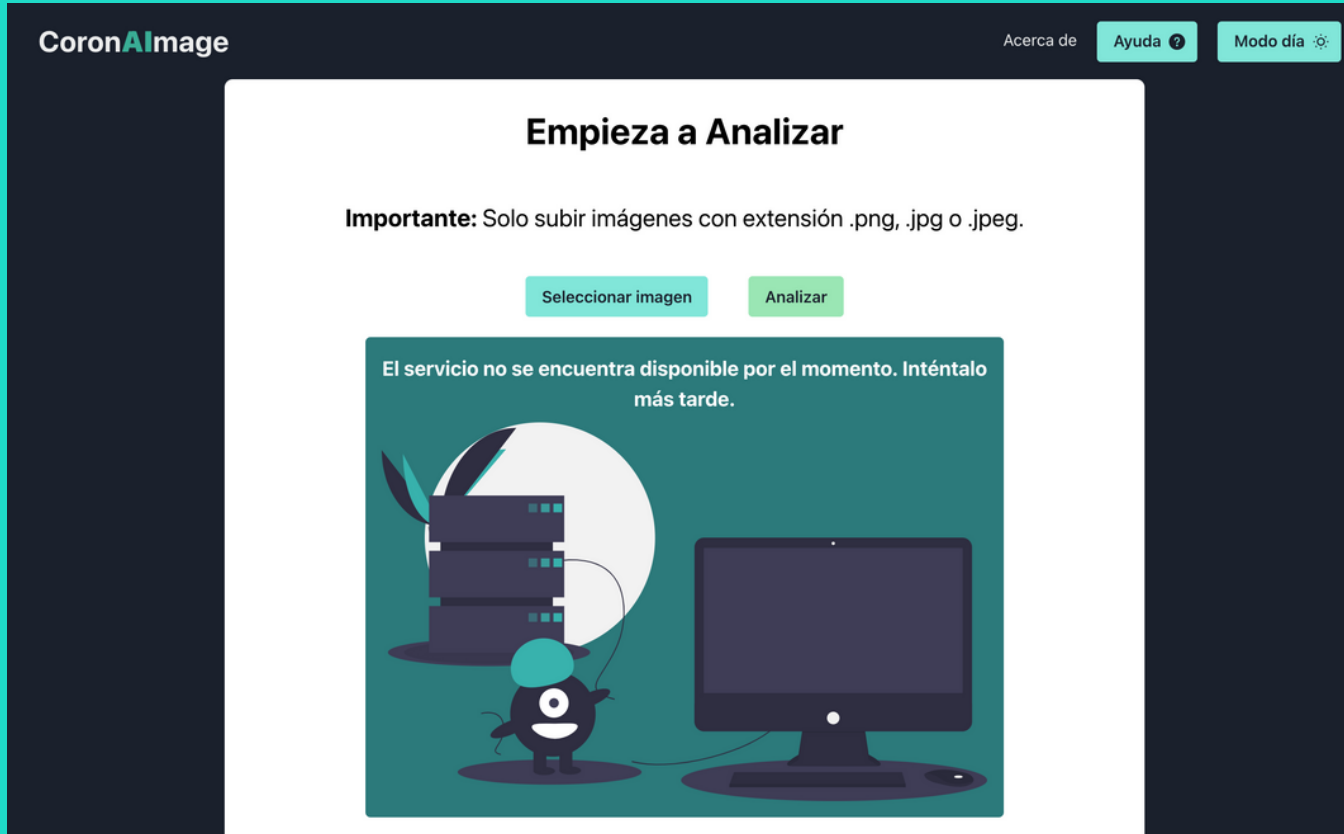 CoronAImage
Acerca de
Ayuda ?
Modo día
Empieza a Analizar
Importante: Solo subir imágenes con extensión .png, .jpg o .jpeg.
Seleccionar imagen
Analizar
El servicio no se encuentra disponible por el momento. Inténtalo
más tarde.